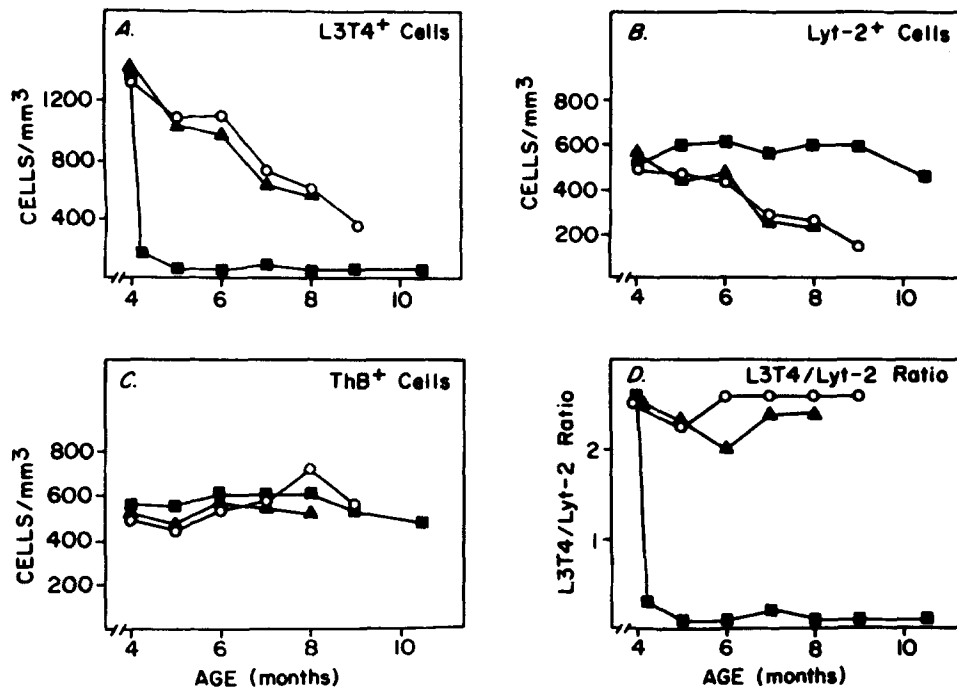 A. L3T4+ Cells
CELLS/mm³
1200
800
400
4 6 8 10
B. Lyt-2+ Cells
CELLS/mm³
800
600
400
200
4 6 8 10
C. ThB+ Cells
CELLS/mm³
800
600
400
200
4 6 8 10
AGE (months)
D. L3T4/Lyt-2 Ratio
L3T4/Lyt-2 Ratio
2
1
4 6 8 10
AGE (months)